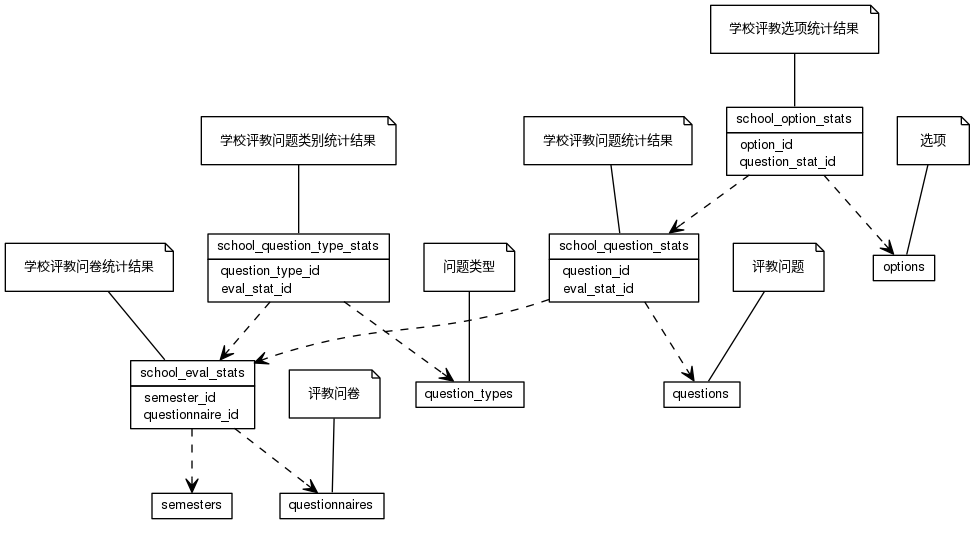 学校评教选项统计结果
school_option_stats
option_id
question_stat_id
选项
学校评教问题类别统计结果
学校评教问题统计结果
school_question_type_stats
question_type_id
eval_stat_id
school_question_stats
question_id
eval_stat_id
学校评教问卷统计结果
问题类型
评教问题
options
school_eval_stats
semester_id
questionnaire_id
评教问卷
question_types
questions
semesters
questionnaires